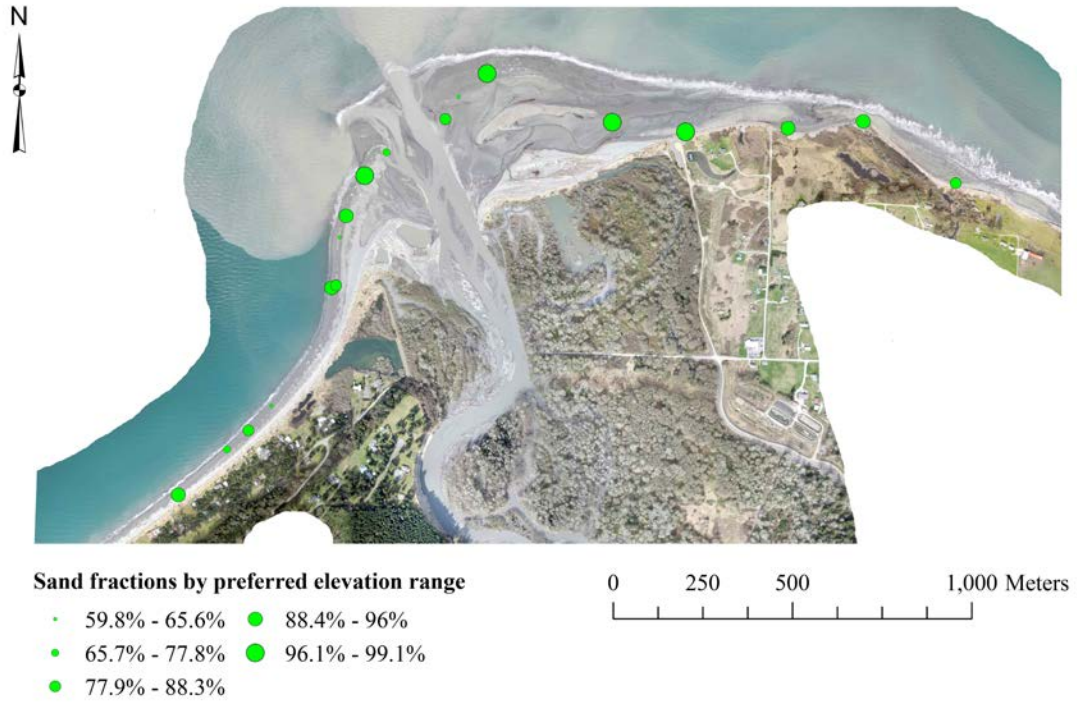 N
Sand fractions by preferred elevation range
59.8% - 65.6%
65.7% - 77.8%
77.9% - 88.3%
88.4% - 96%
96.1% - 99.1%
0 250 500 1,000 Meters